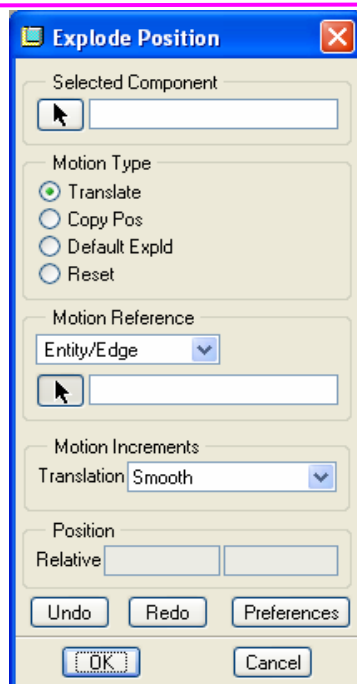 Explode Position
Selected Component
Motion Type
Translate
Copy Pos
Default Expld
Reset
Motion Reference
Entity/Edge
Motion Increments
Translation Smooth
Position
Relative
Undo Redo Preferences
OK Cancel